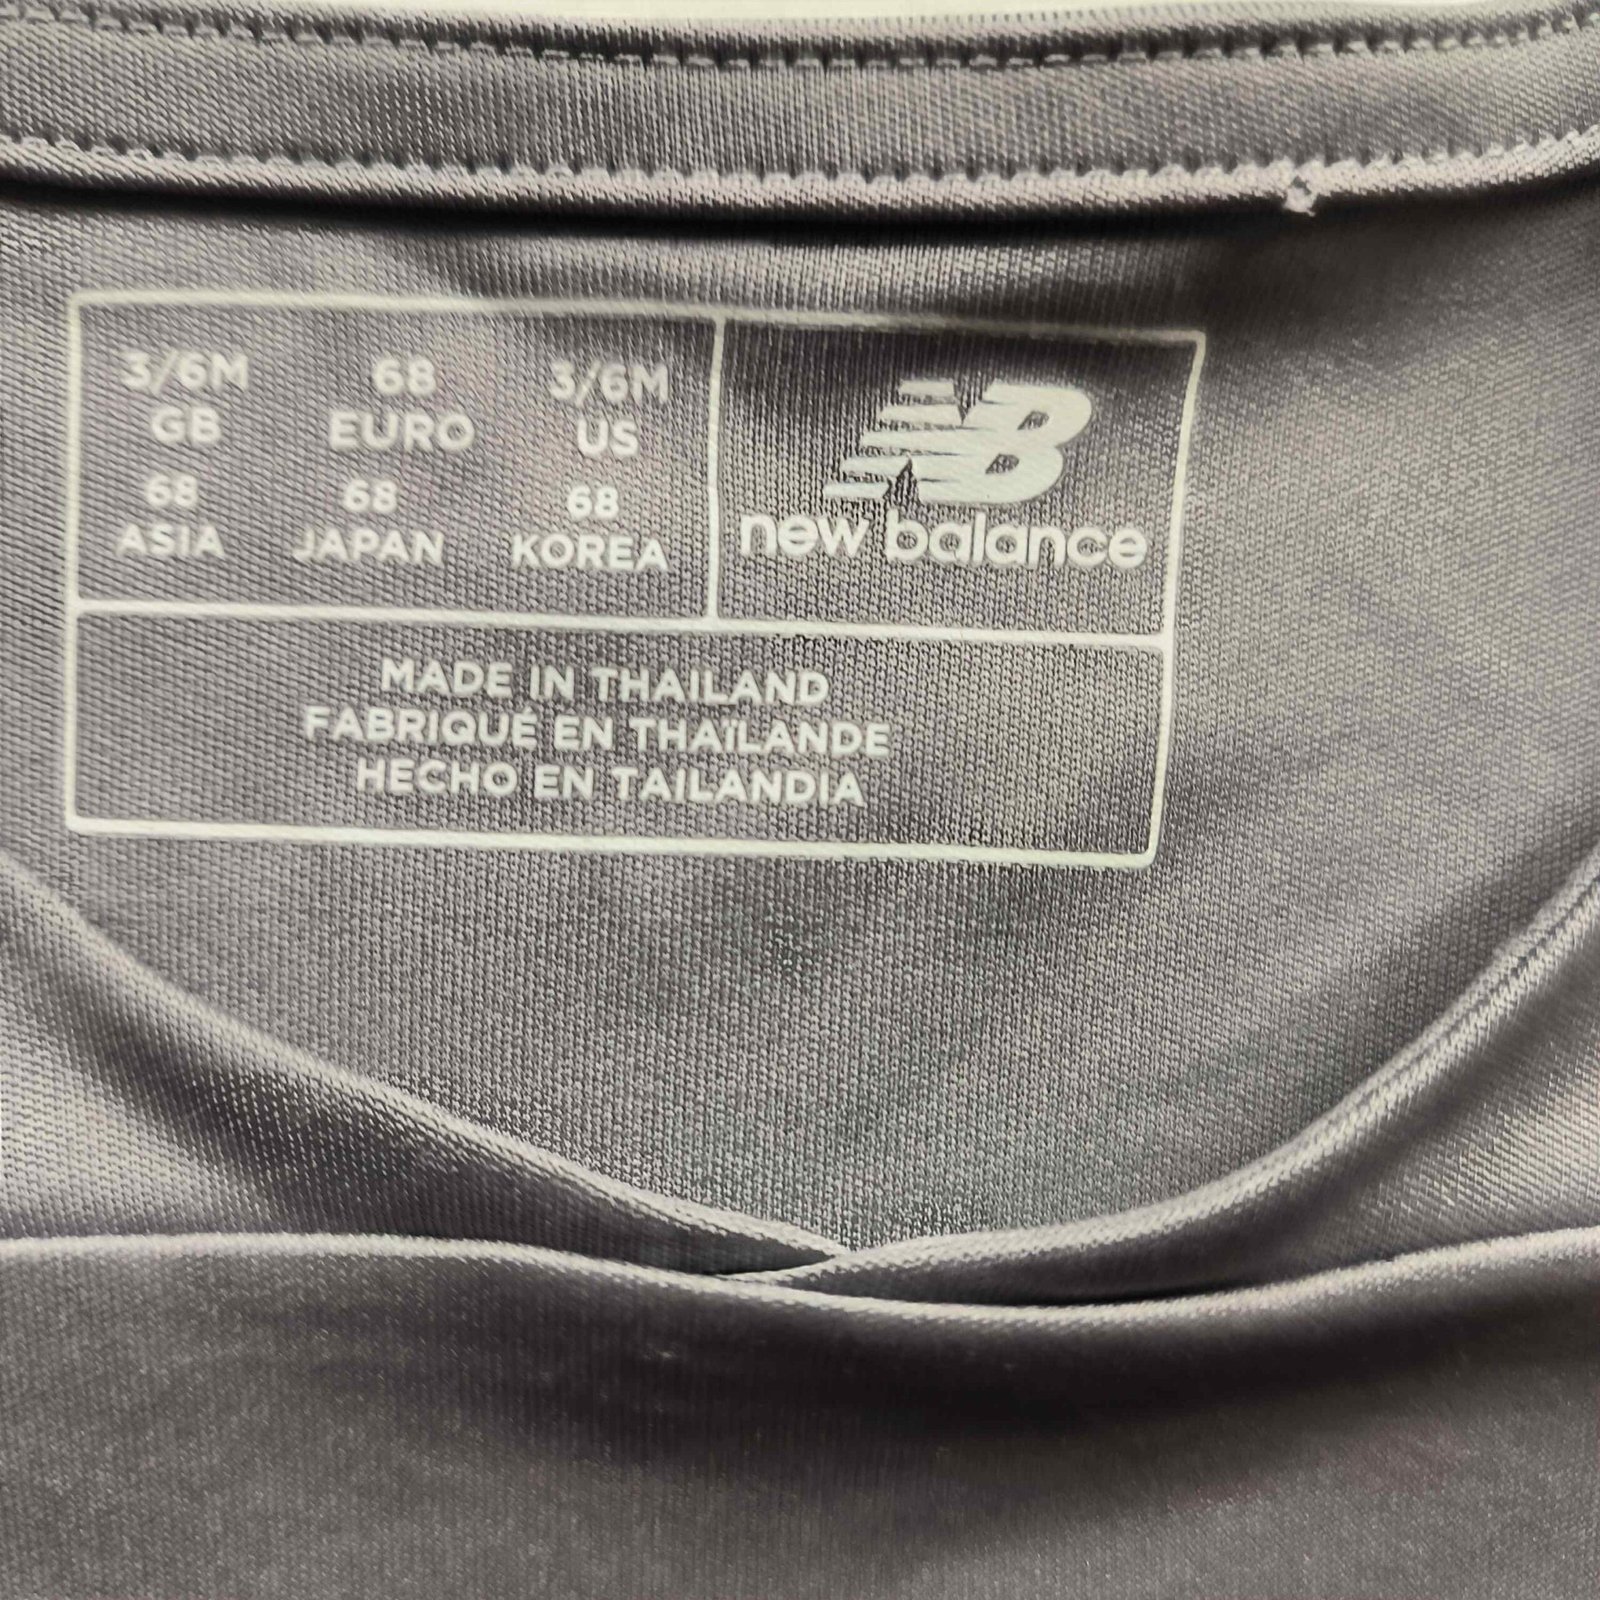 3/6M 68 3/6M
GB EURO US
68 68 68
ASIA JAPAN KOREA
NB
new balance
MADE IN THAILAND
FABRIQUÉ EN THAÏLANDE
HECHO EN TAILANDIA